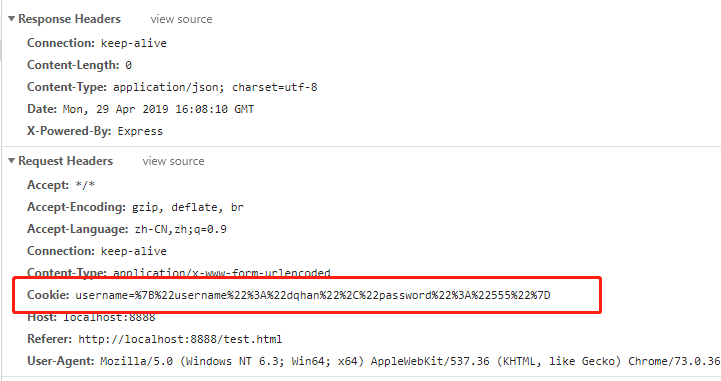 Response Headers view source
Connection: keep-alive
Content-Length: 0
Content-Type: application/json; charset=utf-8
Date: Mon, 29 Apr 2019 16:08:10 GMT
X-Powered-By: Express
Request Headers view source
Accept: */*
Accept-Encoding: gzip, deflate, br
Accept-Language: zh-CN,zh;q=0.9
Connection: keep-alive
Content-Type: application/x-www-form-urlencoded
Cookie: username=%7B%22username%22%3A%22dqhan%22%2C%22password%22%3A%22555%22%7D
Host: localhost:8888
Referer: http://localhost:8888/test.html
User-Agent: Mozilla/5.0 (Windows NT 6.3; Win64; x64) AppleWebKit/537.36 (KHTML, like Gecko) Chrome/73.0.36